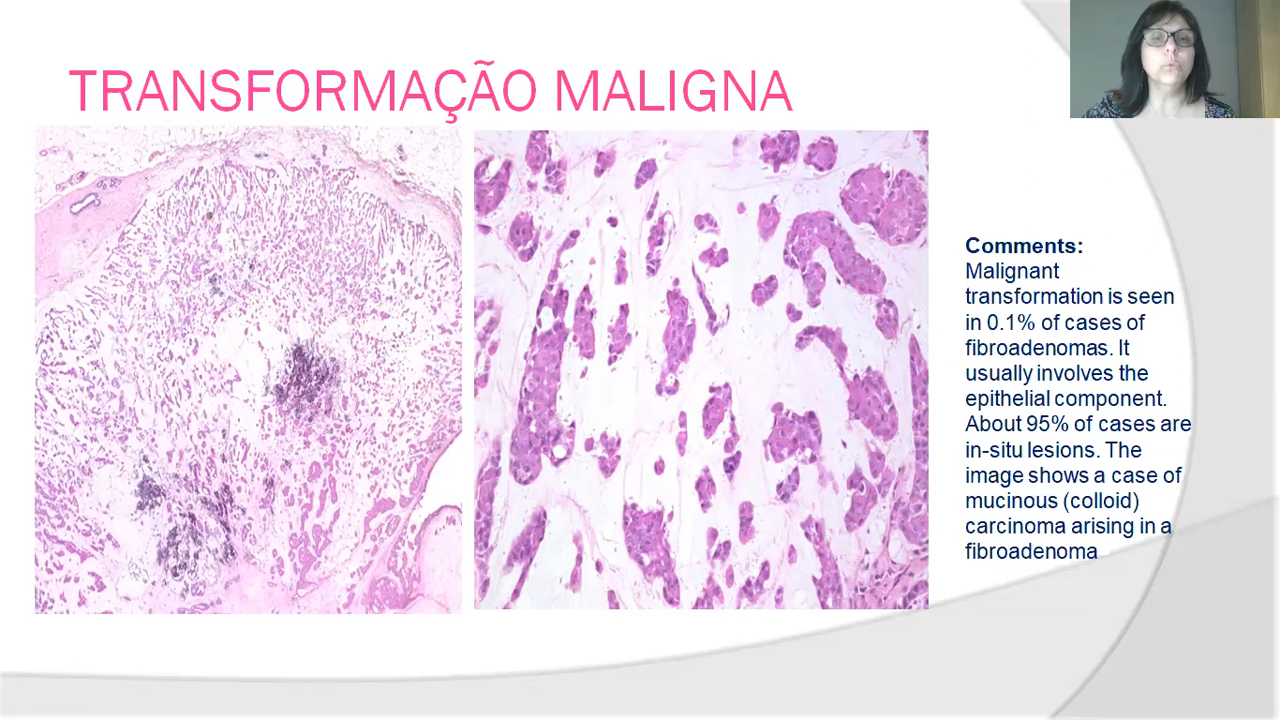 TRANSFORMAÇÃO MALIGNA
Comments:
Malignant
transformation is seen
in 0.1% of cases of
fibroadenomas. It
usually involves the
epithelial component.
About 95% of cases are
in-situ lesions. The
image shows a case of
mucinous (colloid)
carcinoma arising in a
fibroadenoma